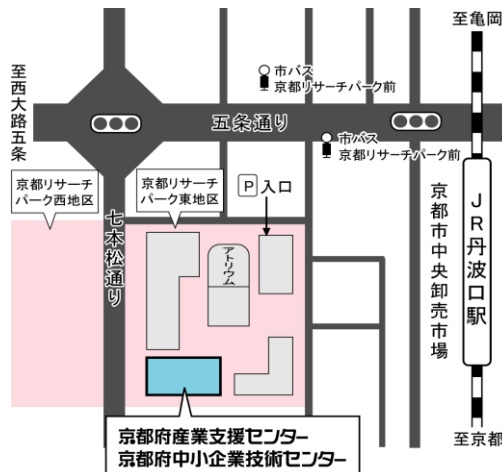 至亀岡
市バス
京都リサーチパーク前
至西大路五条
五条通り
市バス
京都リサーチパーク前
京都リサーチ
パーク西地区
京都リサーチ
パーク東地区
P 入口
七本松通り
アトリウム
京都市中央卸売市場
JR丹波口駅
京都府産業支援センター
京都府中小企業技術センター
至京都